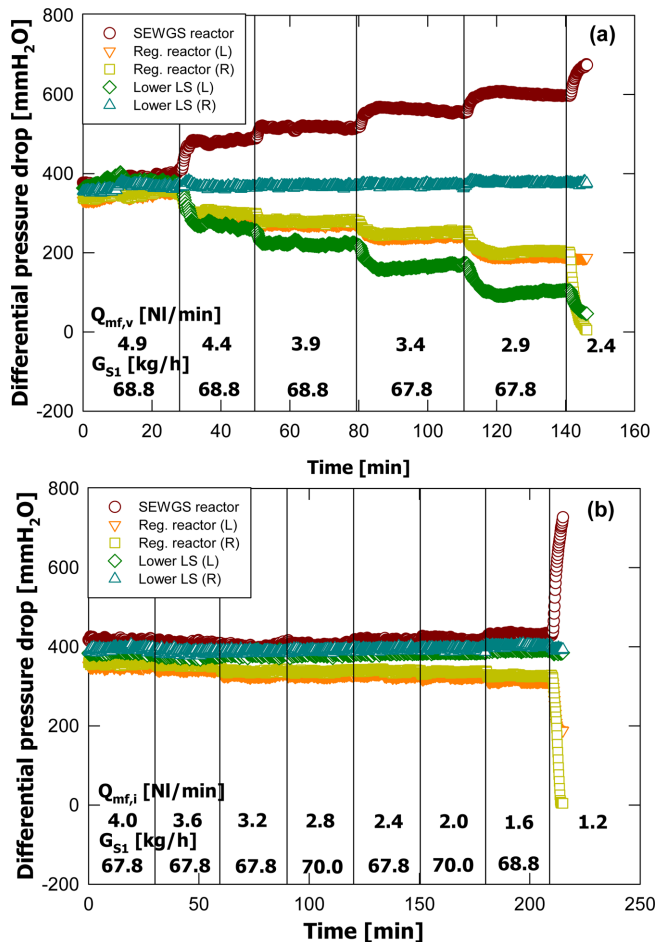 (a)
Differential pressure drop [mmH₂O]
800
600
400
200
0
-200
SEWGS reactor
Reg. reactor (L)
Reg. reactor (R)
Lower LS (L)
Lower LS (R)
Q_mf,v [Nl/min]
4.9 4.4 3.9 3.4 2.9 2.4
G_S1 [kg/h]
68.8 68.8 68.8 67.8 67.8
0 20 40 60 80 100 120 140 160
Time [min]
(b)
Differential pressure drop [mmH₂O]
800
600
400
200
0
-200
SEWGS reactor
Reg. reactor (L)
Reg. reactor (R)
Lower LS (L)
Lower LS (R)
Q_mf,i [Nl/min]
4.0 3.6 3.2 2.8 2.4 2.0 1.6 1.2
G_S1 [kg/h]
67.8 67.8 67.8 70.0 67.8 70.0 68.8
0 50 100 150 200 250
Time [min]